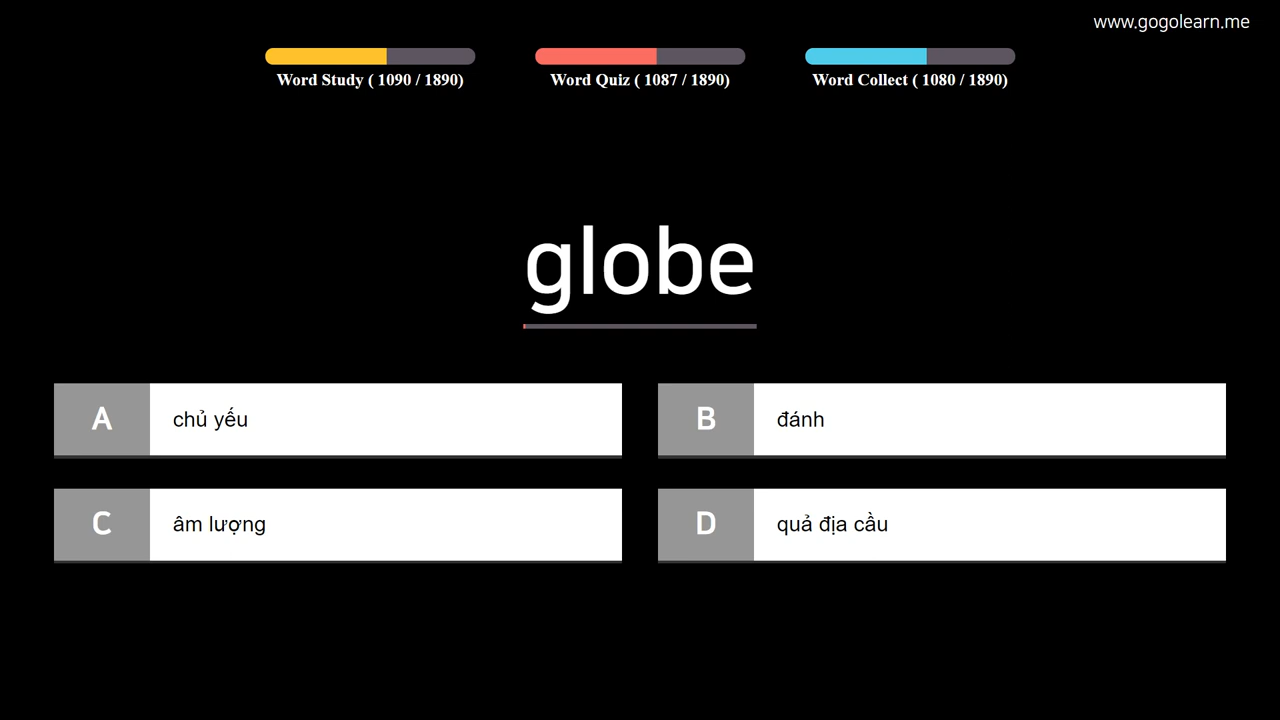 www.gogolearn.me
Word Study ( 1090 / 1890)
Word Quiz ( 1087 / 1890)
Word Collect ( 1080 / 1890)
globe
A
chủ yếu
B
đánh
C
âm lượng
D
quả địa cầu